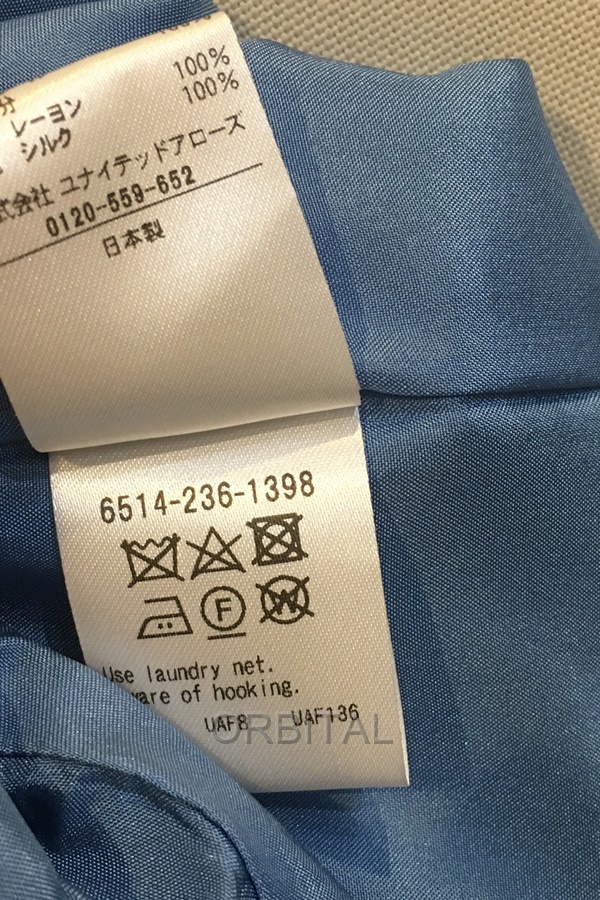 100%
分
100%
レーヨン
シルク
式会社 ユナイテッドアローズ
0120-559-652
日本製
6514-236-1398
F
W
Use laundry net.
ware of hooking.
UAF8 UAF136
ORBITAL